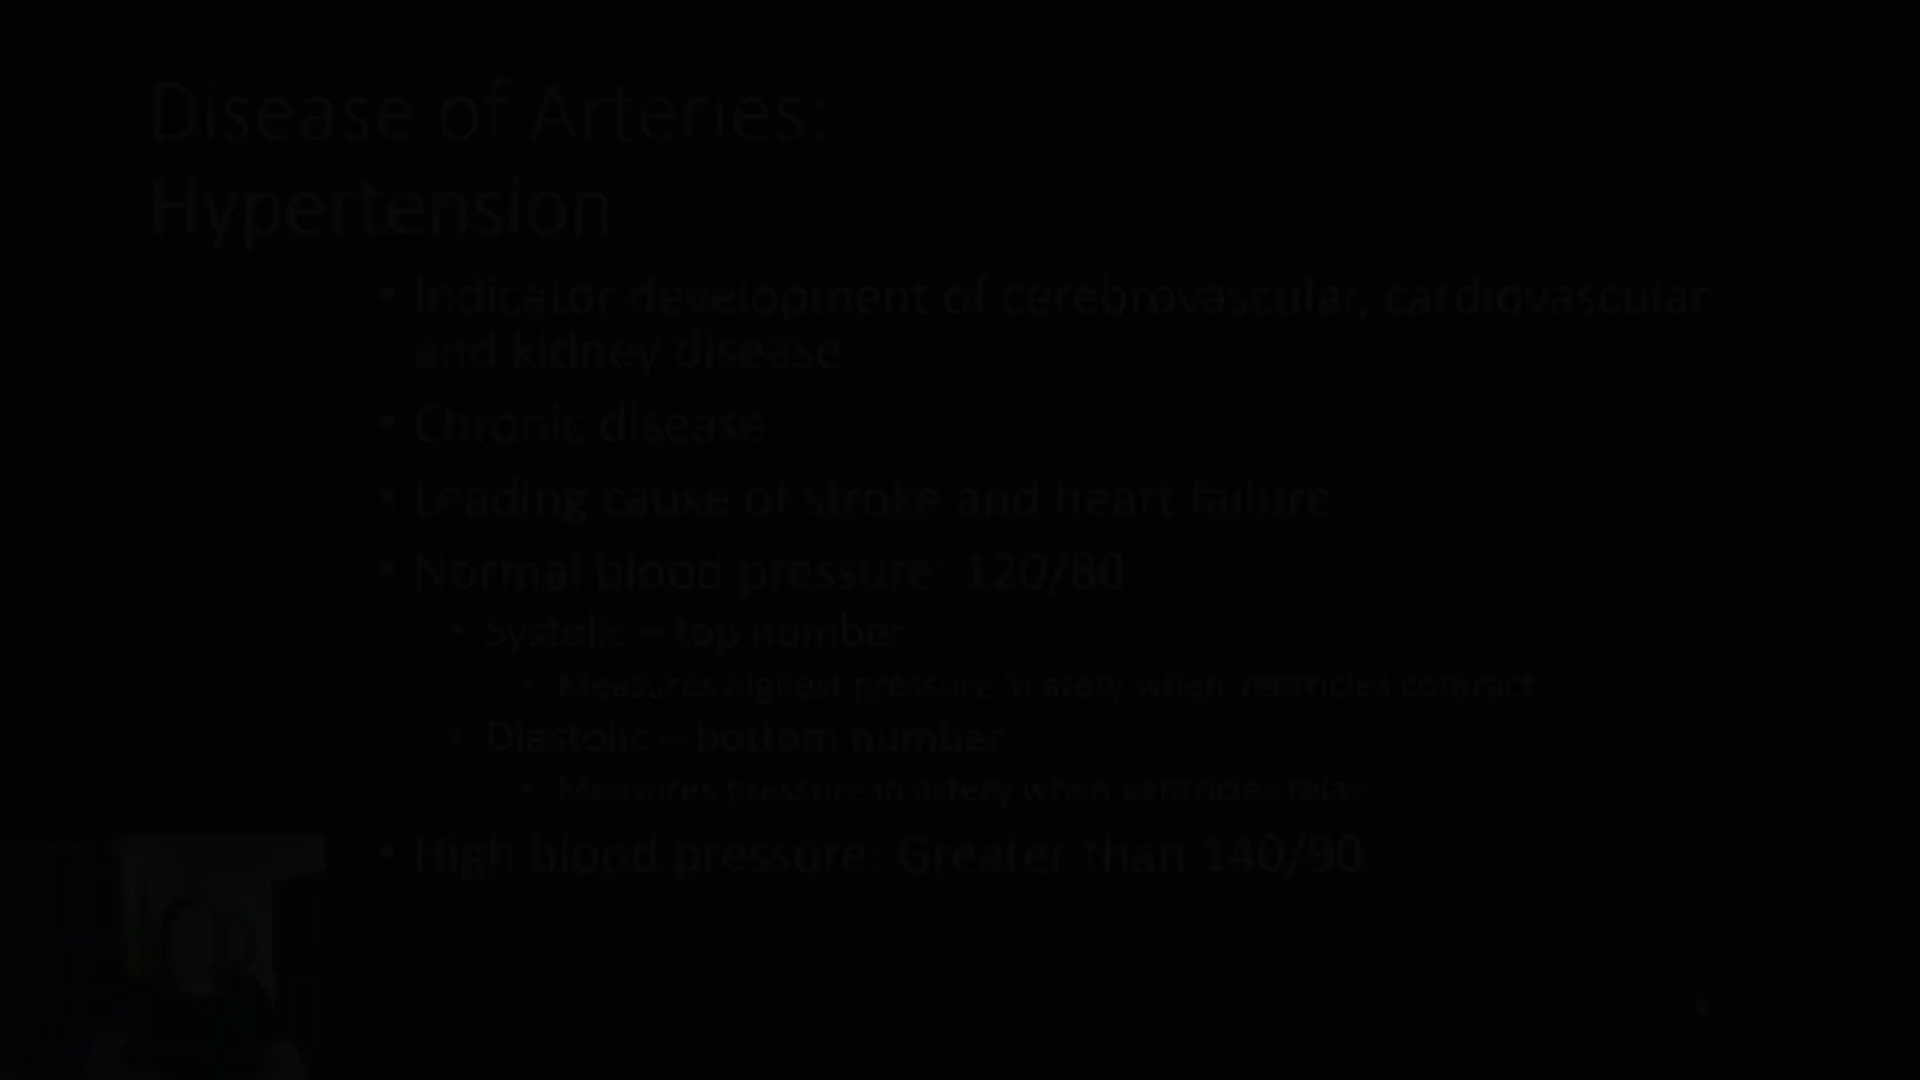 Disease of Arteries:
Hypertension
• Indicator development of cerebrovascular, cardiovascular
and kidney disease
• Chronic disease
• Leading cause of stroke and heart failure
• Normal blood pressure: 120/80
• Systolic – top number
• Measures highest pressure in atery when ventricles contract
• Diastolic – bottom number
• Measures pressure in astery when ventricles relax
• High blood pressure: Greater than 140/90